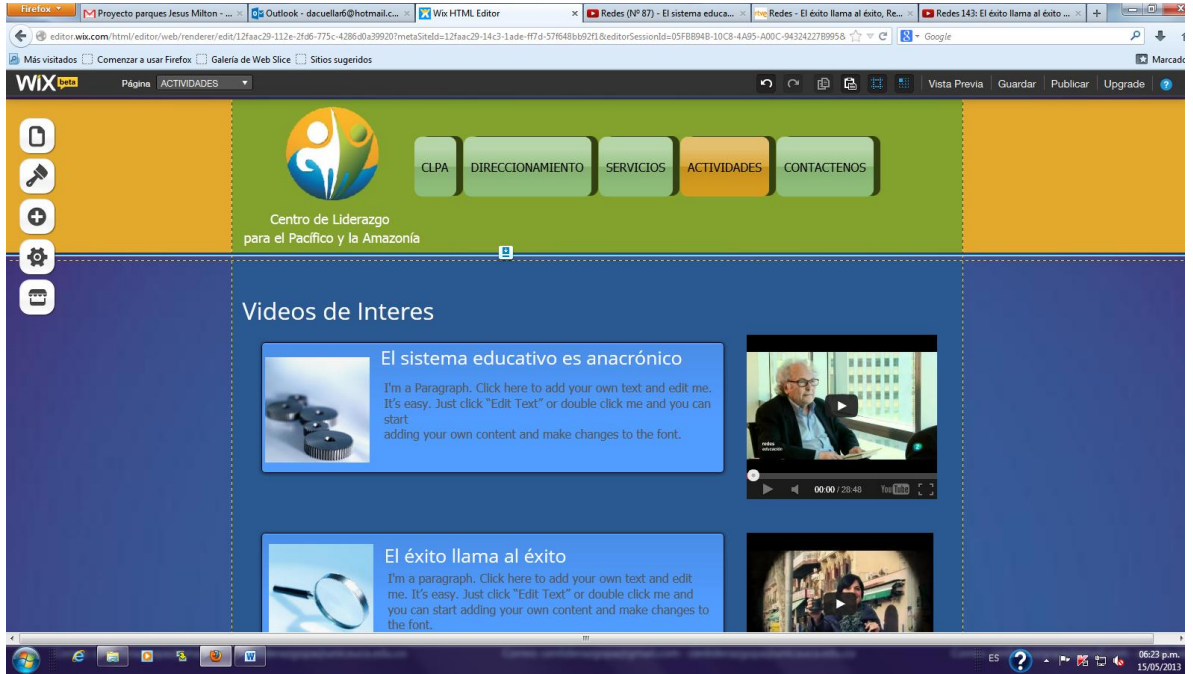 Firefox
Proyecto parques Jesus Milton - ...
Outlook - dacuellar6@hotmail.c...
Wix HTML Editor
Redes (Nº 87) - El sistema educa...
rtve Redes - El éxito llama al éxito, Re...
Redes 143: El éxito llama al éxito ...
editor.wix.com/html/editor/web/renderer/edit/12faac29-112e-2fd6-775c-4286d0a39920?metaSiteId=12faac29-14c3-1ade-ff7d-57f648bb92f1&editorSessionId=05FBB94B-10C8-4A95-A00C-94324227B995&
Google
Más visitados Comenzar a usar Firefox Galería de Web Slice Sitios sugeridos Marcado
WiX beta Página ACTIVIDADES Vista Previa Guardar Publicar Upgrade ?
CLPA DIRECCIONAMIENTO SERVICIOS ACTIVIDADES CONTACTENOS
Centro de Liderazgo
para el Pacífico y la Amazonía
Videos de Interes
El sistema educativo es anacrónico
I'm a Paragraph. Click here to add your own text and edit me.
It's easy. Just click "Edit Text" or double click me and you can
start
adding your own content and make changes to the font.
redes
educación
2
00:00 / 28:48 YouTube
El éxito llama al éxito
I'm a paragraph. Click here to add your own text and edit
me. It's easy. Just click "Edit Text" or double click me and
you can start adding your own content and make changes to
the font.
ES
06:23 p.m.
15/05/2013